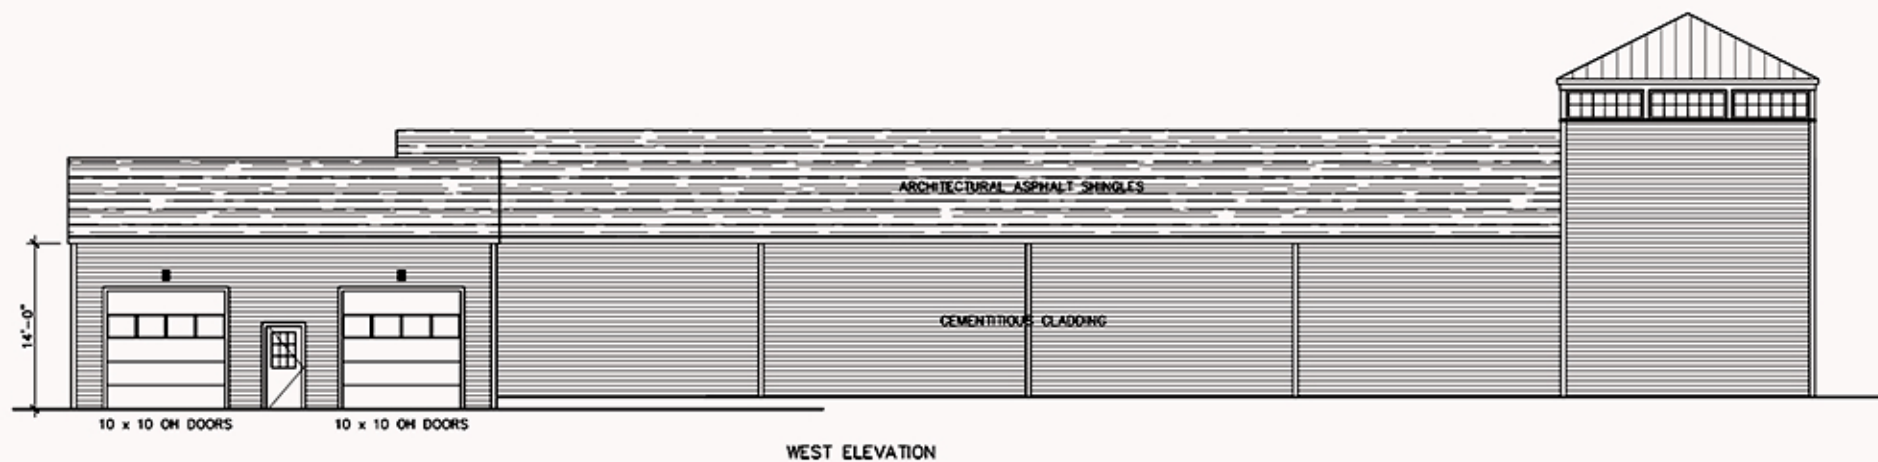 ARCHITECTURAL ASPHALT SHINGLES
14'-0"
CEMENTITIOUS CLADDING
10 x 10 OH DOORS
10 x 10 OH DOORS
WEST ELEVATION